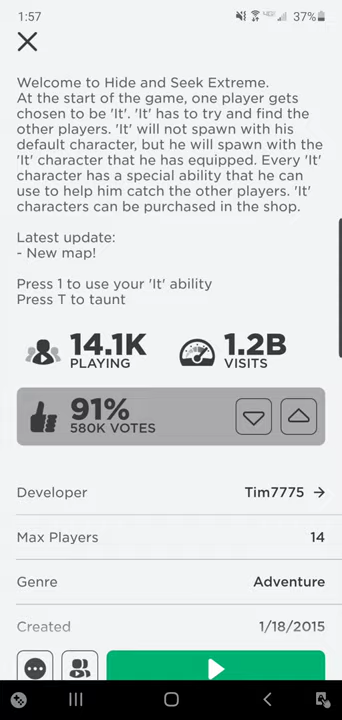 1:57
37%
Welcome to Hide and Seek Extreme.
At the start of the game, one player gets
chosen to be 'It'. 'It' has to try and find the
other players. 'It' will not spawn with his
default character, but he will spawn with the
'It' character that he has equipped. Every 'It'
character has a special ability that he can
use to help him catch the other players. 'It'
characters can be purchased in the shop.
Latest update:
- New map!
Press 1 to use your 'It' ability
Press T to taunt
14.1K
PLAYING
1.2B
VISITS
91%
580K VOTES
Developer
Tim7775
Max Players
14
Genre
Adventure
Created
1/18/2015